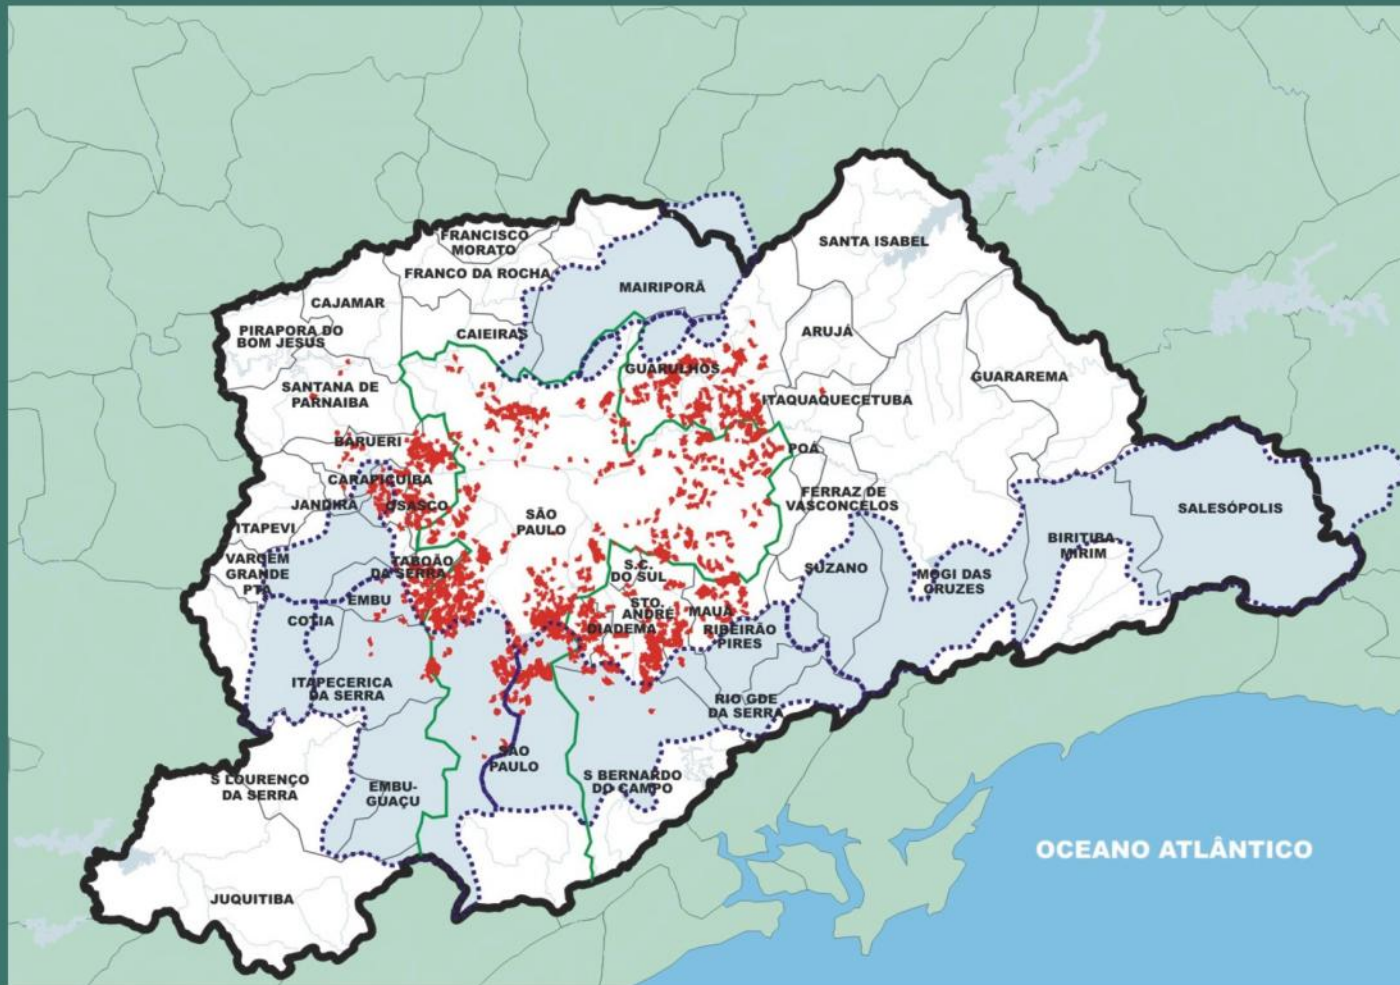 FRANCISCO
MORATO
SANTA ISABEL
FRANCO DA ROCHA
MAIRIPORÃ
CAJAMAR
PIRAPORA DO
BOM JESUS
CAIEIRAS
ARUJÁ
GUARULHOS
GUARAREMA
SANTANA DE
PARNAIBA
ITAQUAQUECETUBA
BARUERI
POÁ
CARAPICUIBA
JANDIRA
OSASCO
FERRAZ DE
VASCONCELOS
SALESÓPOLIS
SÃO
PAULO
ITAPEVI
BIRITIBA
MIRIM
VARGEM
GRANDE
PTA
TABOÃO
DA SERRA
S.C.
DO SUL
SUZANO
MOGI DAS
CRUZES
EMBU
STO.
ANDRÉ
MAUÁ
COTIA
DIADEMA
RIBEIRÃO
PIRES
ITAPECERICA
DA SERRA
RIO GDE
DA SERRA
SÃO
PAULO
S LOURENÇO
DA SERRA
EMBU-
GUAÇU
S BERNARDO
DO CAMPO
OCEANO ATLÂNTICO
JUQUITIBA